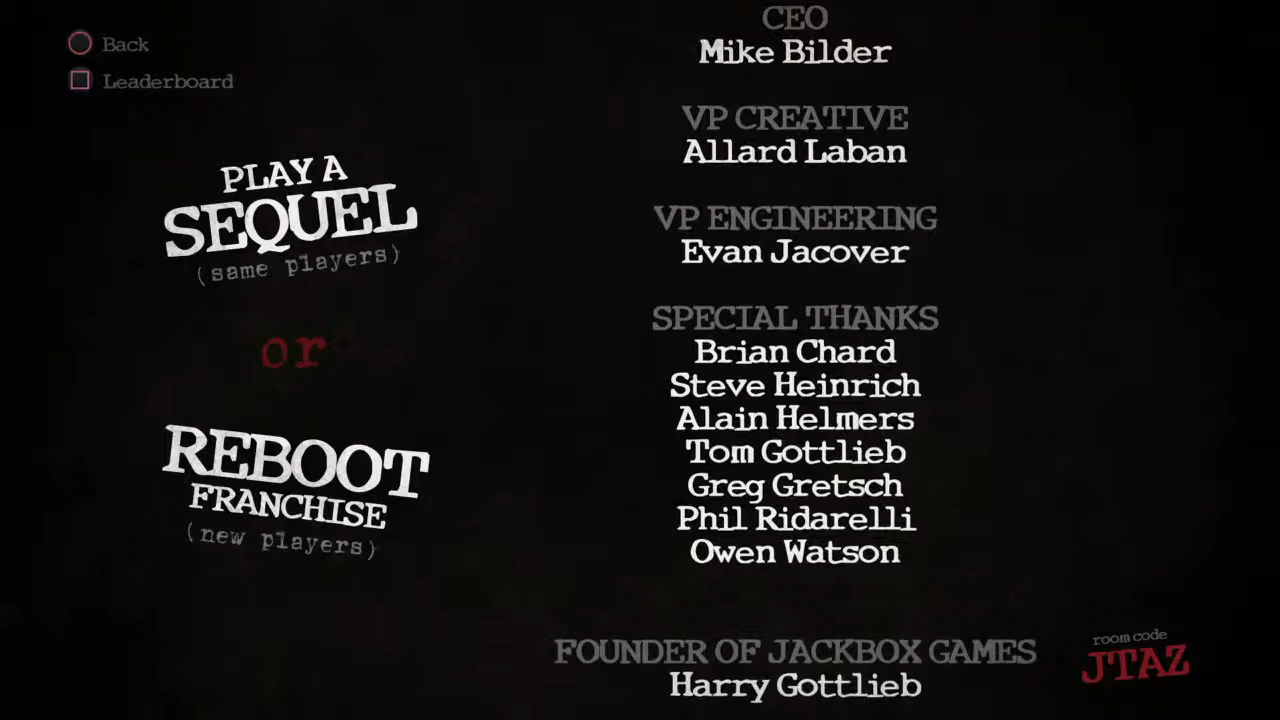 Back
Leaderboard
PLAY A
SEQUEL
(same players)
or
REBOOT
FRANCHISE
(new players)
CEO
Mike Bilder
VP CREATIVE
Allard Laban
VP ENGINEERING
Evan Jacover
SPECIAL THANKS
Brian Chard
Steve Heinrich
Alain Helmers
Tom Gottlieb
Greg Gretsch
Phil Ridarelli
Owen Watson
FOUNDER OF JACKBOX GAMES
Harry Gottlieb
room code
JTAZ